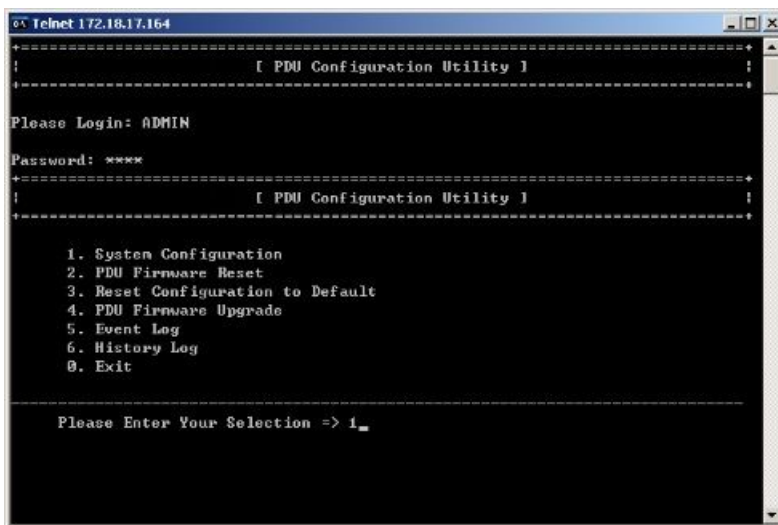 Telnet 172.18.17.164
[ PDU Configuration Utility ]
Please Login: ADMIN
Password: ****
[ PDU Configuration Utility ]
1. System Configuration
2. PDU Firmware Reset
3. Reset Configuration to Default
4. PDU Firmware Upgrade
5. Event Log
6. History Log
0. Exit
Please Enter Your Selection => 1_